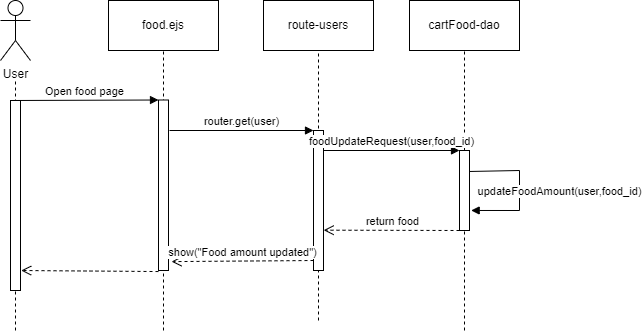 food.ejs
route-users
cartFood-dao
User
Open food page
router.get(user)
foodUpdateRequest(user,food_id)
updateFoodAmount(user,food_id)
return food
show("Food amount updated")